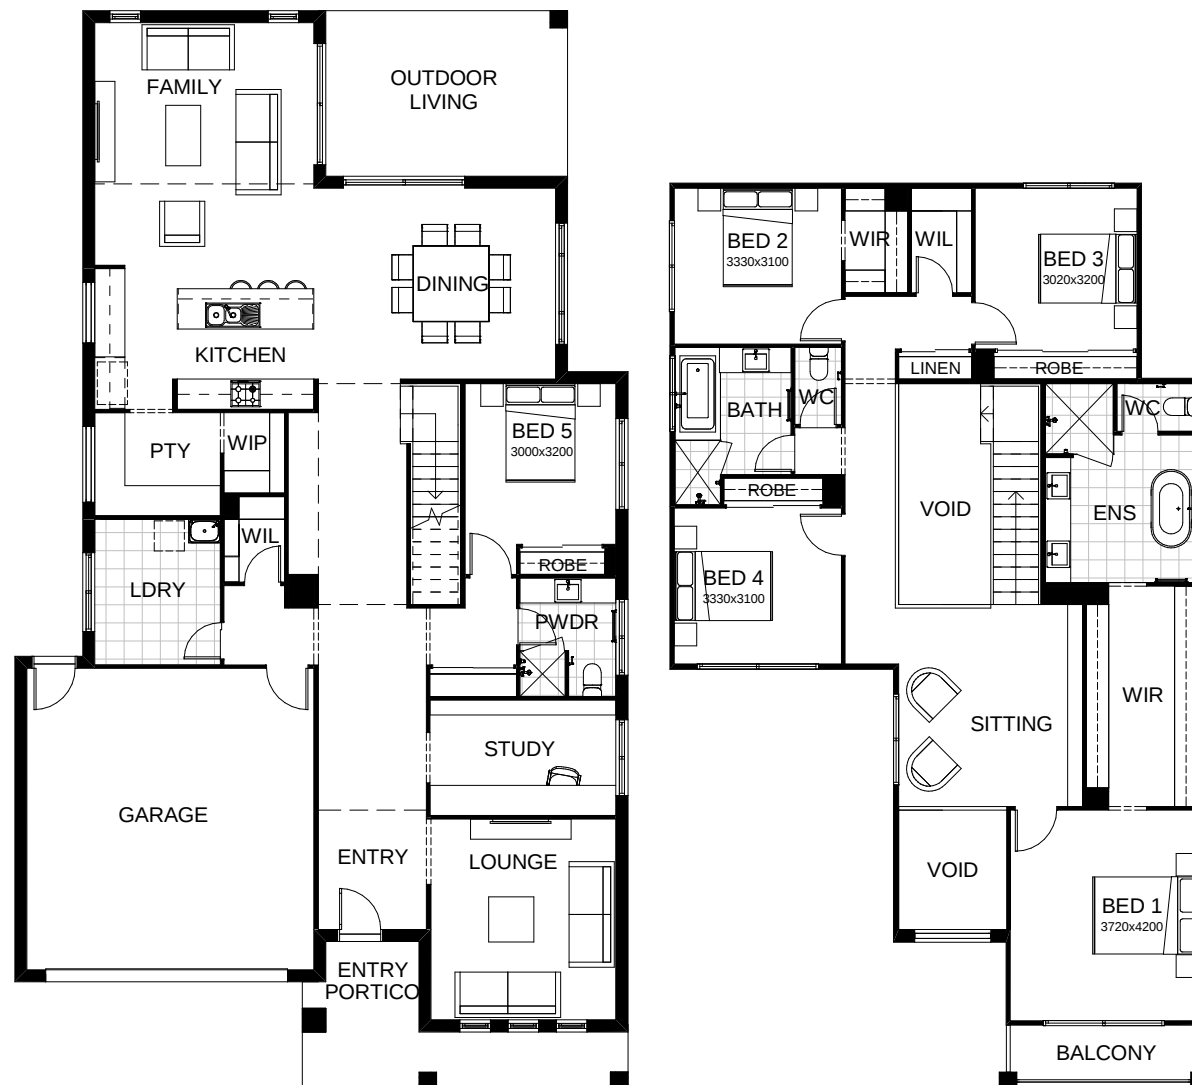 FAMILY
OUTDOOR
LIVING
DINING
KITCHEN
PTY
WIP
BED 5
3000x3200
WIL
ROBE
LDRY
PWDR
STUDY
GARAGE
ENTRY
LOUNGE
ENTRY
PORTICO
BED 2
3330x3100
WIR
WIL
BED 3
3020x3200
LINEN
ROBE
BATH
WC
WC
ROBE
VOID
ENS
BED 4
3330x3100
WIR
SITTING
VOID
BED 1
3720x4200
BALCONY